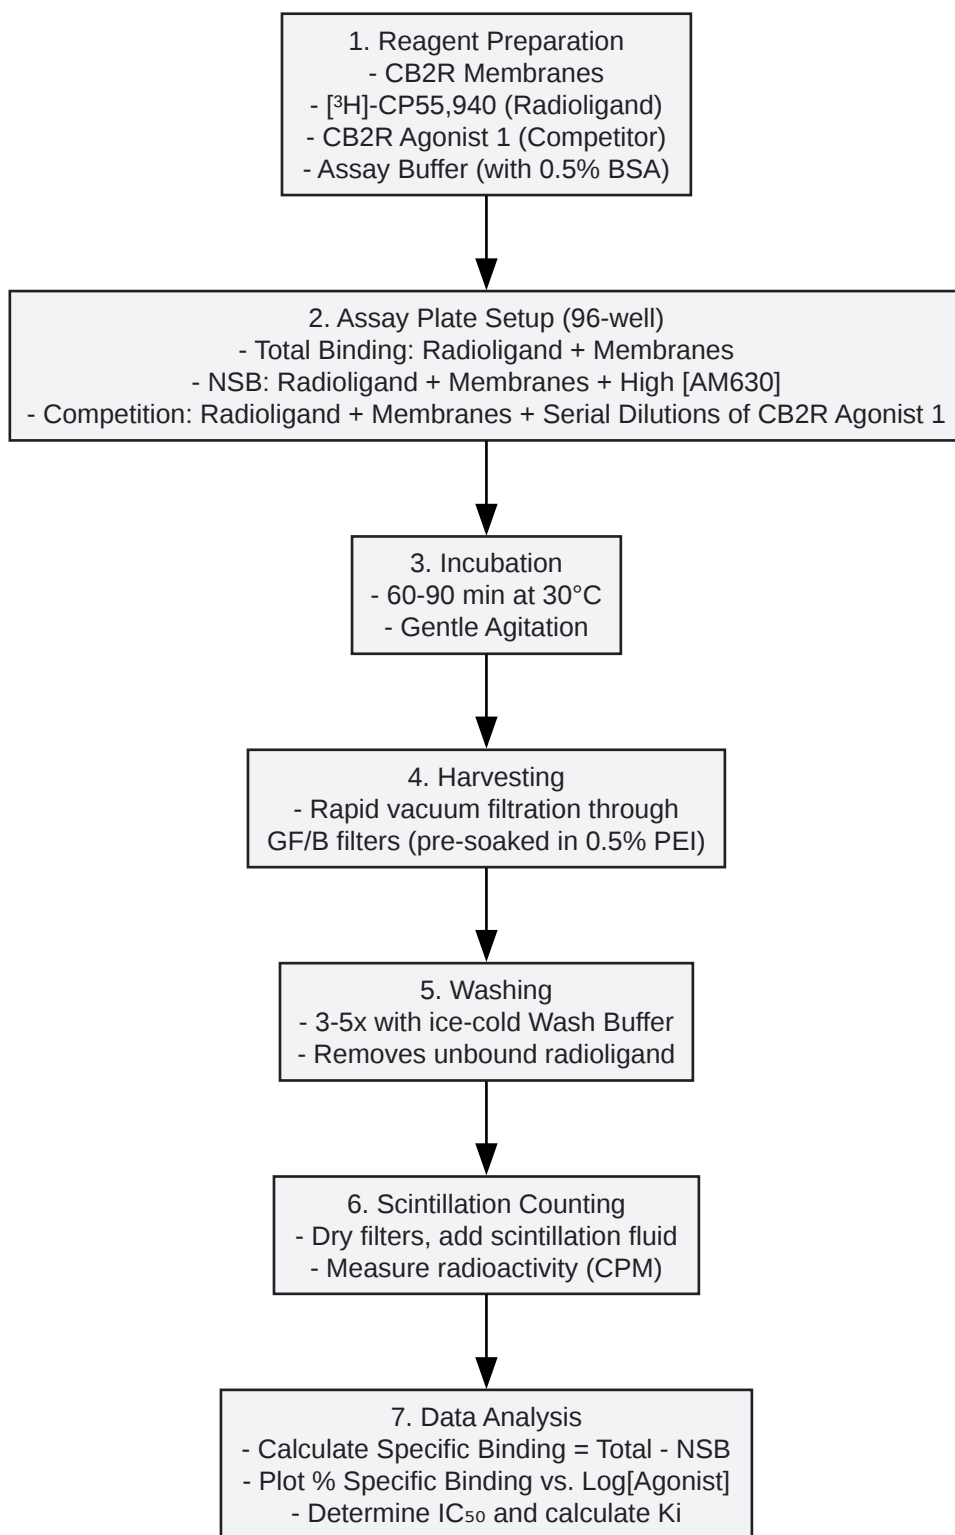 1. Reagent Preparation
- CB2R Membranes
- [³H]-CP55,940 (Radioligand)
- CB2R Agonist 1 (Competitor)
- Assay Buffer (with 0.5% BSA)
2. Assay Plate Setup (96-well)
- Total Binding: Radioligand + Membranes
- NSB: Radioligand + Membranes + High [AM630]
- Competition: Radioligand + Membranes + Serial Dilutions of CB2R Agonist 1
3. Incubation
- 60-90 min at 30°C
- Gentle Agitation
4. Harvesting
- Rapid vacuum filtration through
GF/B filters (pre-soaked in 0.5% PEI)
5. Washing
- 3-5x with ice-cold Wash Buffer
- Removes unbound radioligand
6. Scintillation Counting
- Dry filters, add scintillation fluid
- Measure radioactivity (CPM)
7. Data Analysis
- Calculate Specific Binding = Total - NSB
- Plot % Specific Binding vs. Log[Agonist]
- Determine IC₅₀ and calculate Ki